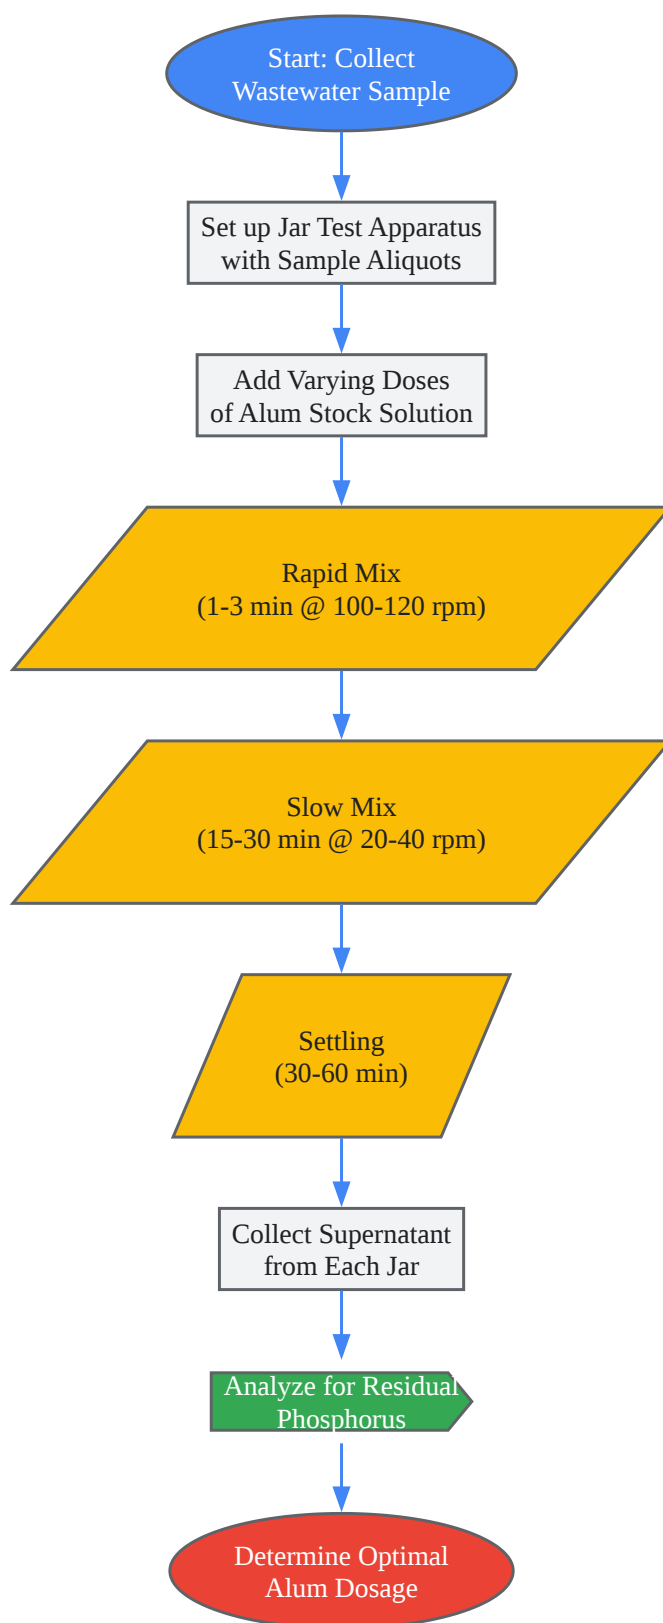 Start: Collect
Wastewater Sample
Set up Jar Test Apparatus
with Sample Aliquots
Add Varying Doses
of Alum Stock Solution
Rapid Mix
(1-3 min @ 100-120 rpm)
Slow Mix
(15-30 min @ 20-40 rpm)
Settling
(30-60 min)
Collect Supernatant
from Each Jar
Analyze for Residual
Phosphorus
Determine Optimal
Alum Dosage